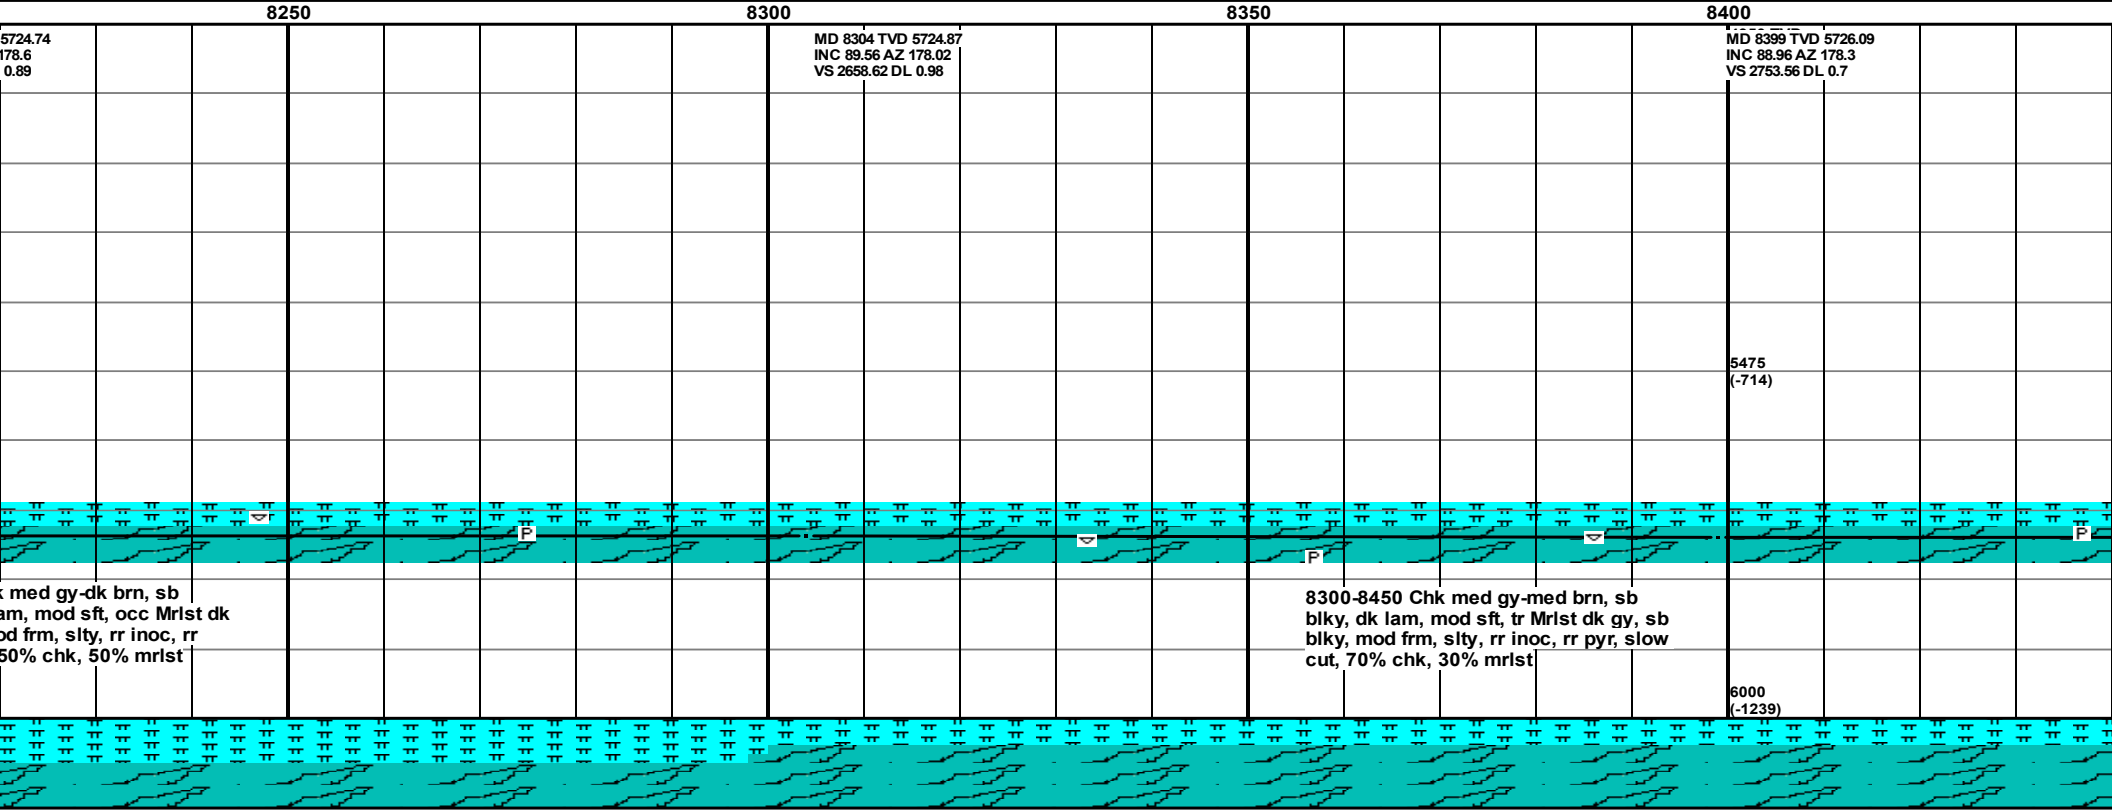 8250
8300
8350
8400
5724.74
178.6
0.89
MD 8304 TVD 5724.87
INC 89.56 AZ 178.02
VS 2658.62 DL 0.98
MD 8399 TVD 5726.09
INC 88.96 AZ 178.3
VS 2753.56 DL 0.7
5475
(-714)
P
P
P
med gy-dk brn, sb
am, mod sft, occ Mrlst dk
od frm, slty, rr inoc, rr
50% chk, 50% mrlst
8300-8450 Chk med gy-med brn, sb
blky, dk lam, mod sft, tr Mrlst dk gy, sb
blky, mod frm, slty, rr inoc, rr pyr, slow
cut, 70% chk, 30% mrlst
6000
(-1239)